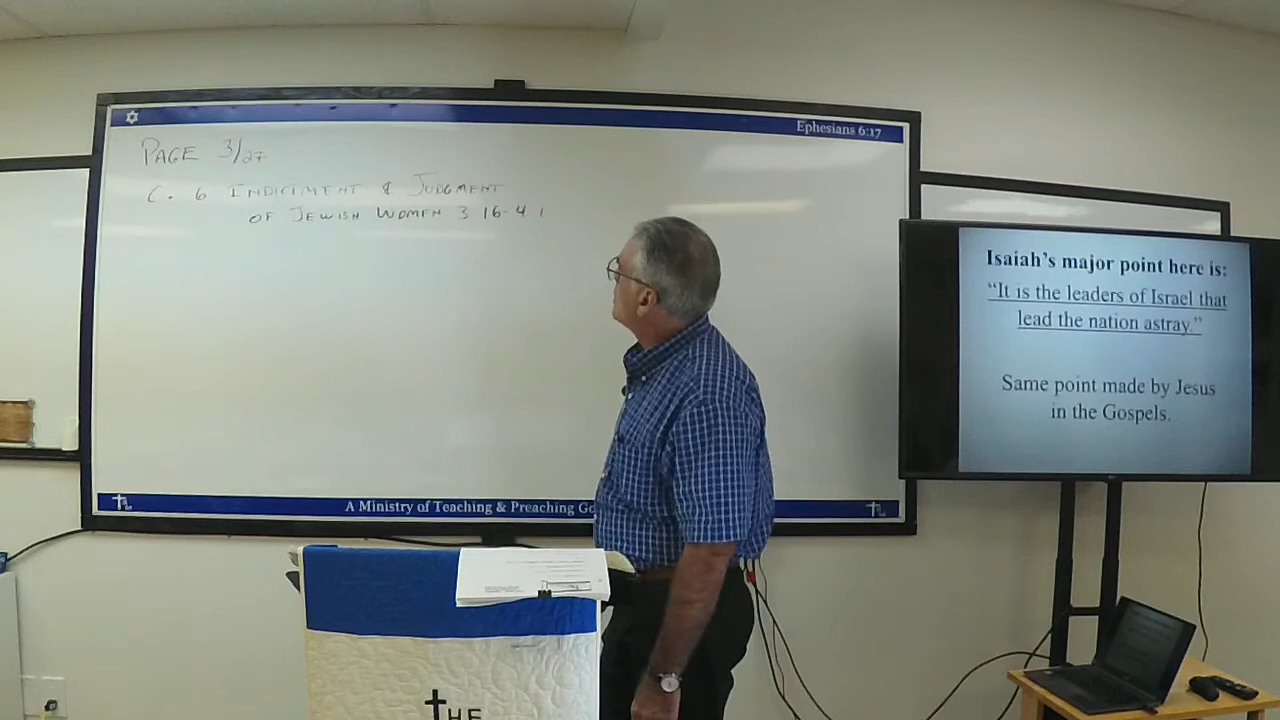 Ephesians 6:17
PAGE 3/27
C. 6 INDICTMENT & JUDGMENT
OF JEWISH WOMEN 3 16-4 1
Isaiah's major point here is:
"It is the leaders of Israel that
lead the nation astray."
Same point made by Jesus
in the Gospels.
A Ministry of Teaching & Preaching
THE